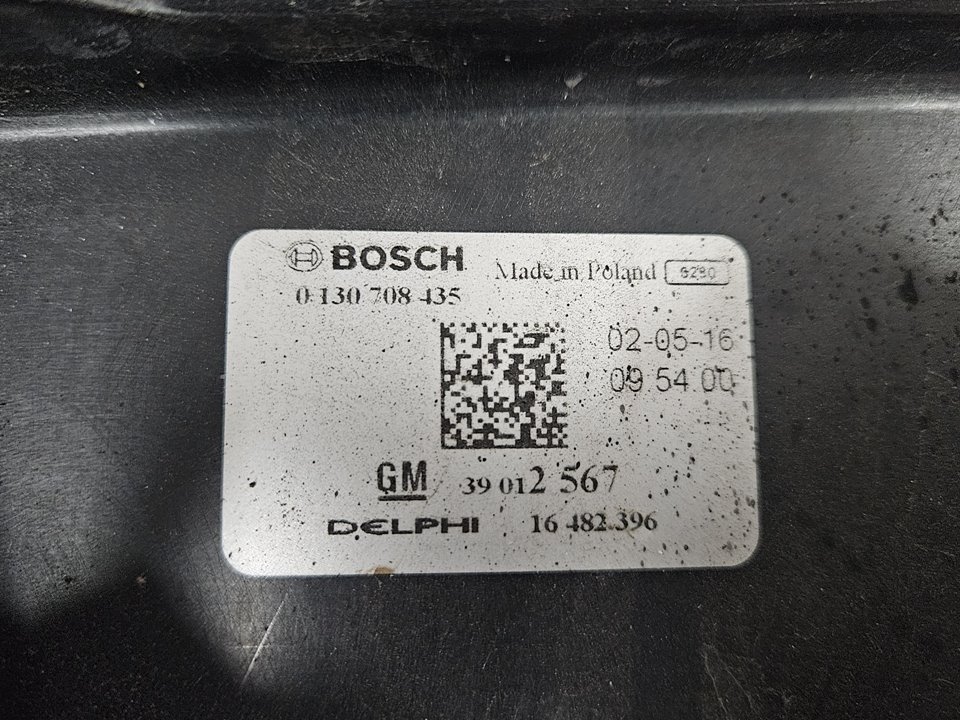 BOSCH
Made in Poland
0 130 708 435
02-05-16
09 54 00
GM 39 012 567
DELPHI 16 482.396